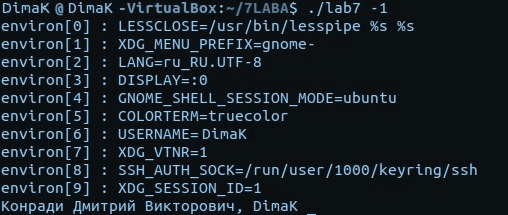 DimaK@DimaK-VirtualBox:~/7LABA$ ./lab7 -1
environ[0] : LESSCLOSE=/usr/bin/lesspipe %s %s
environ[1] : XDG_MENU_PREFIX=gnome-
environ[2] : LANG=ru_RU.UTF-8
environ[3] : DISPLAY=:0
environ[4] : GNOME_SHELL_SESSION_MODE=ubuntu
environ[5] : COLORTERM=truecolor
environ[6] : USERNAME=DimaK
environ[7] : XDG_VTNR=1
environ[8] : SSH_AUTH_SOCK=/run/user/1000/keyring/ssh
environ[9] : XDG_SESSION_ID=1
Конради Дмитрий Викторович, DimaK